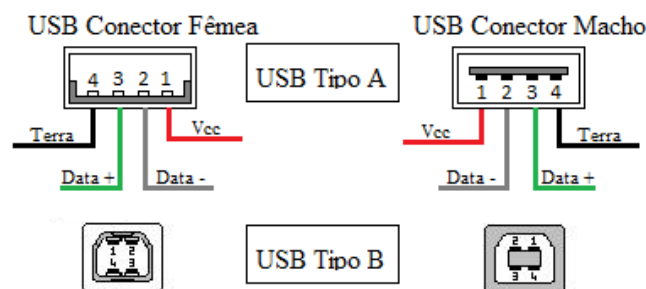 USB Conector Fêmea USB Conector Macho
4 3 2 1 USB Tipo A 1 2 3 4
Terra Vcc Vcc Terra
Data + Data - Data - Data +
1 2 USB Tipo B 2 1
4 3 3 4